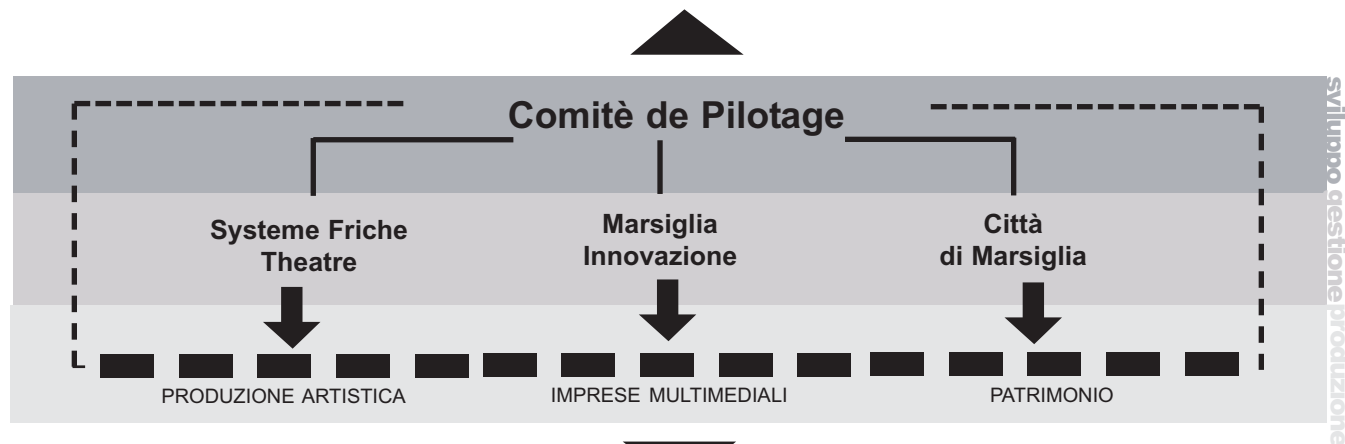 Comitè de Pilotage
Systeme Friche
Theatre
Marsiglia
Innovazione
Città
di Marsiglia
PRODUZIONE ARTISTICA
IMPRESE MULTIMEDIALI
PATRIMONIO
sviluppo gestione produzione